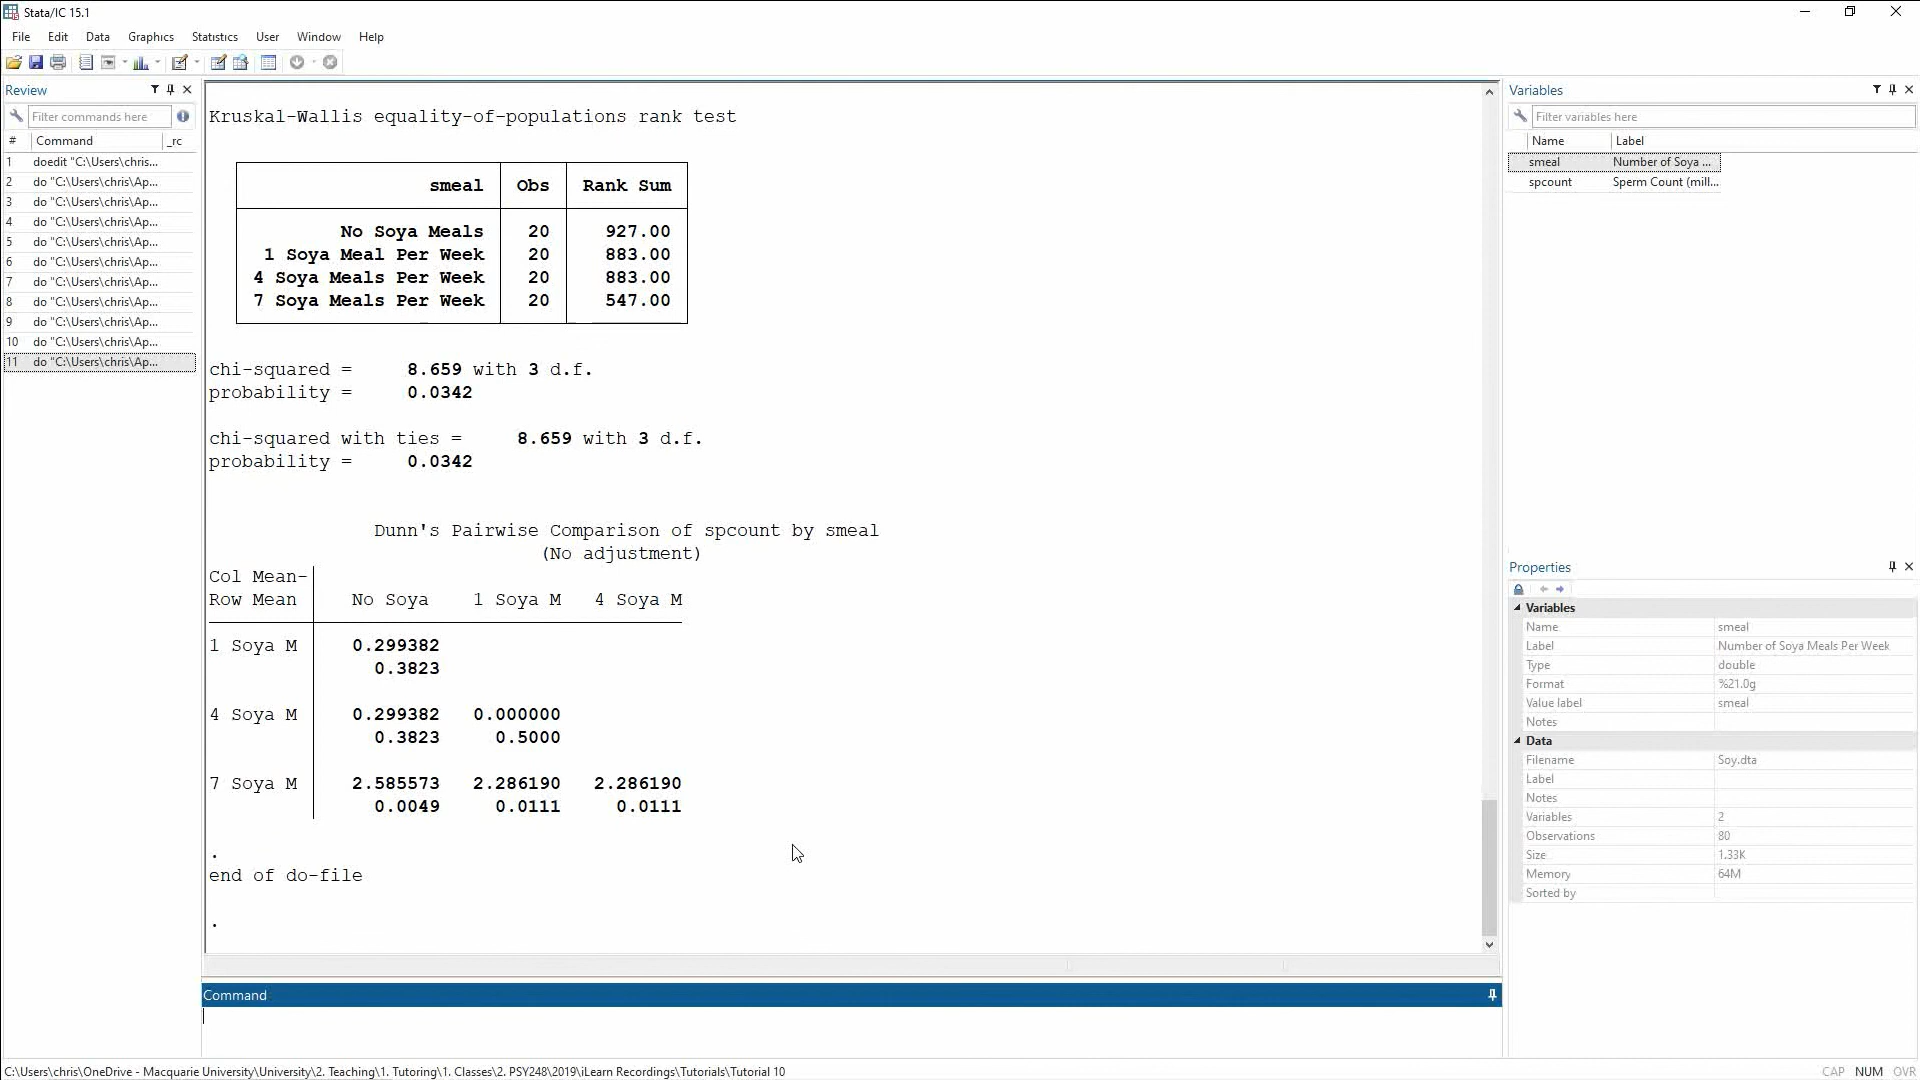 Stata/IC 15.1
File Edit Data Graphics Statistics User Window Help
Review
Filter commands here
# Command _rc
1 doedit "C:\Users\chris...
2 do "C:\Users\chris\Ap...
3 do "C:\Users\chris\Ap...
4 do "C:\Users\chris\Ap...
5 do "C:\Users\chris\Ap...
6 do "C:\Users\chris\Ap...
7 do "C:\Users\chris\Ap...
8 do "C:\Users\chris\Ap...
9 do "C:\Users\chris\Ap...
10 do "C:\Users\chris\Ap...
11 do "C:\Users\chris\Ap...
Kruskal-Wallis equality-of-populations rank test
smeal Obs Rank Sum
No Soya Meals 20 927.00
1 Soya Meal Per Week 20 883.00
4 Soya Meals Per Week 20 883.00
7 Soya Meals Per Week 20 547.00
chi-squared = 8.659 with 3 d.f.
probability = 0.0342
chi-squared with ties = 8.659 with 3 d.f.
probability = 0.0342
Dunn's Pairwise Comparison of spcount by smeal
(No adjustment)
Col Mean-
Row Mean No Soya 1 Soya M 4 Soya M
1 Soya M 0.299382
0.3823
4 Soya M 0.299382 0.000000
0.3823 0.5000
7 Soya M 2.585573 2.286190 2.286190
0.0049 0.0111 0.0111
.
end of do-file
.
Command
Variables
Filter variables here
Name Label
smeal Number of Soya ...
spcount Sperm Count (mill...
Properties
Variables
Name smeal
Label Number of Soya Meals Per Week
Type double
Format %21.0g
Value label smeal
Notes
Data
Filename Soy.dta
Label
Notes
Variables 2
Observations 80
Size 1.33K
Memory 64M
Sorted by
C:\Users\chris\OneDrive - Macquarie University\University\2. Teaching\1. Tutoring\1. Classes\2. PSY248\2019\iLearn Recordings\Tutorials\Tutorial 10
CAP NUM OVR